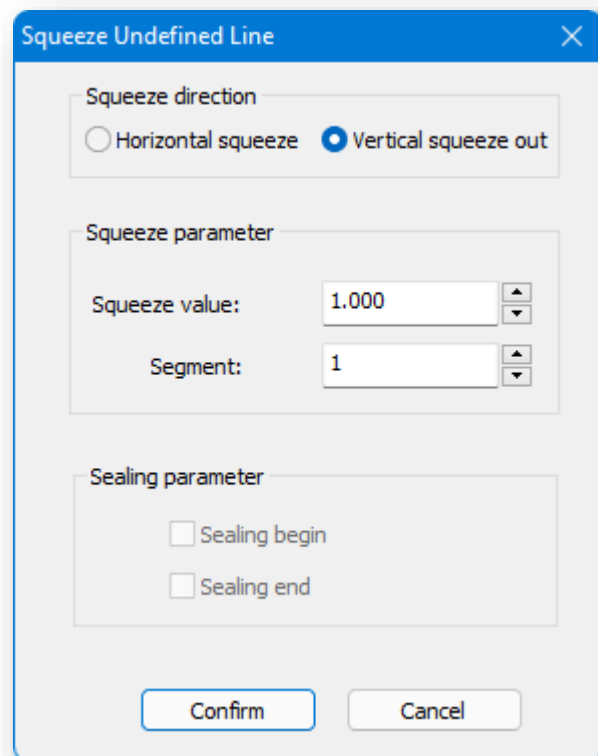 Squeeze Undefined Line
Squeeze direction
Horizontal squeeze Vertical squeeze out
Squeeze parameter
Squeeze value: 1.000
Segment: 1
Sealing parameter
Sealing begin
Sealing end
Confirm Cancel